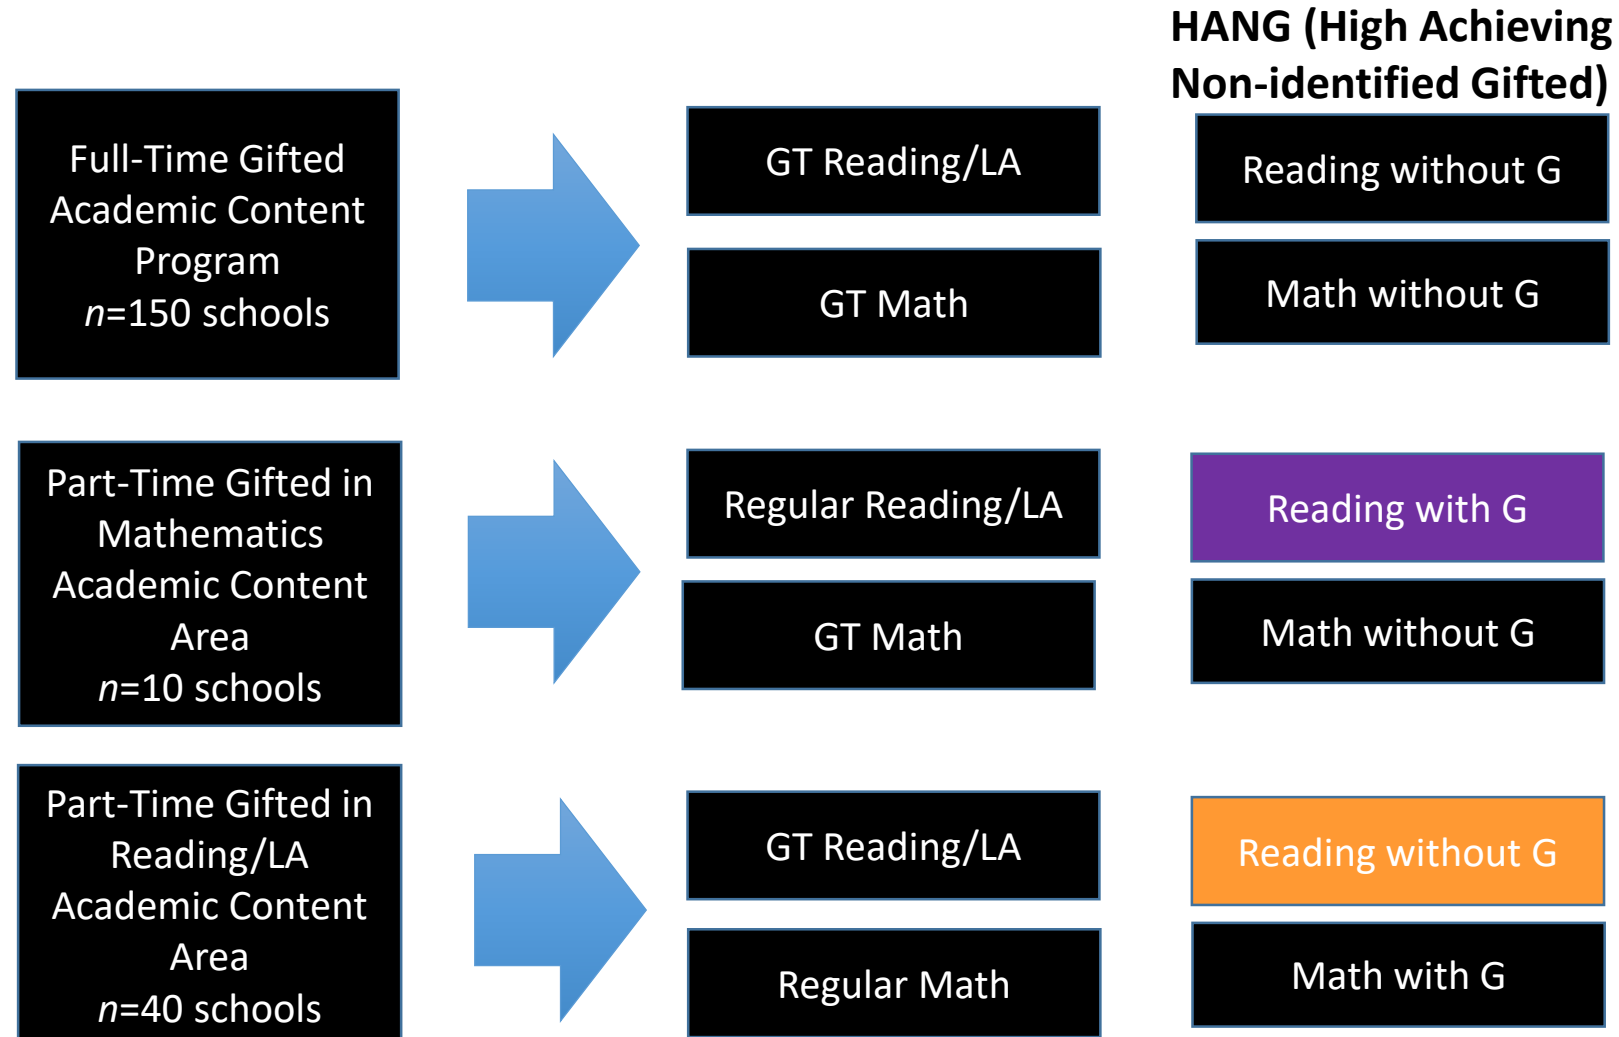 HANG (High Achieving
Non-identified Gifted)
Full-Time Gifted
Academic Content
Program
n=150 schools
GT Reading/LA
GT Math
Reading without G
Math without G
Part-Time Gifted in
Mathematics
Academic Content
Area
n=10 schools
Regular Reading/LA
GT Math
Reading with G
Math without G
Part-Time Gifted in
Reading/LA
Academic Content
Area
n=40 schools
GT Reading/LA
Regular Math
Reading without G
Math with G